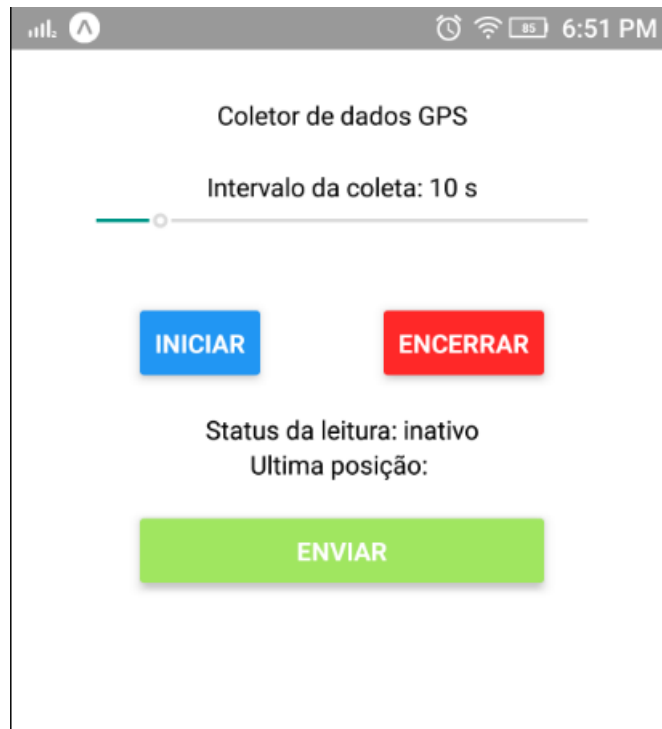 85 6:51 PM
Coletor de dados GPS
Intervalo da coleta: 10 s
INICIAR ENCERRAR
Status da leitura: inativo
Ultima posição:
ENVIAR